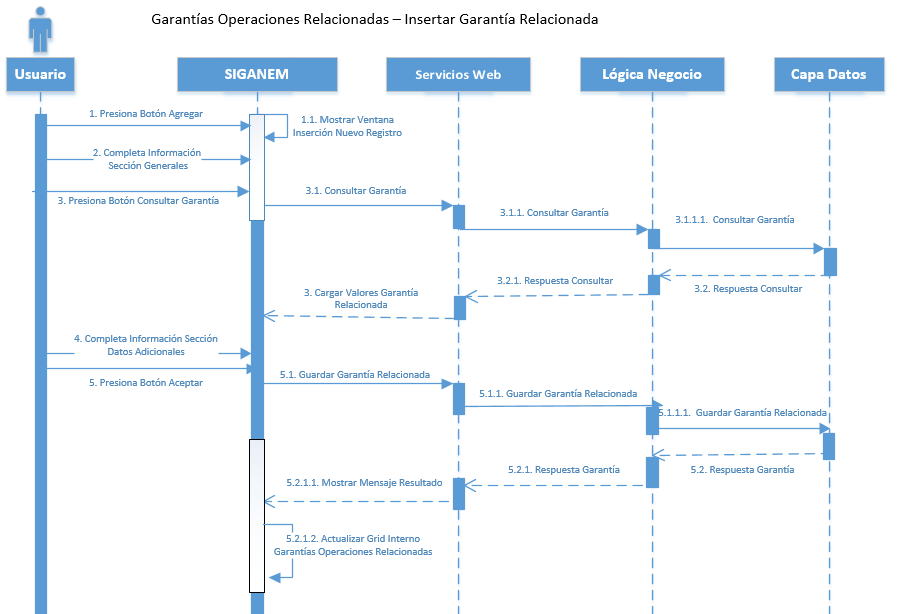 Garantías Operaciones Relacionadas – Insertar Garantía Relacionada
Usuario
SIGANEM
Servicios Web
Lógica Negocio
Capa Datos
1. Presiona Botón Agregar
1.1. Mostrar Ventana
Inserción Nuevo Registro
2. Completa Información
Sección Generales
3. Presiona Botón Consultar Garantía
3.1. Consultar Garantía
3.1.1. Consultar Garantía
3.1.1.1. Consultar Garantía
3.2. Respuesta Consultar
3.2.1. Respuesta Consultar
3. Cargar Valores Garantía
Relacionada
4. Completa Información Sección
Datos Adicionales
5. Presiona Botón Aceptar
5.1. Guardar Garantía Relacionada
5.1.1. Guardar Garantía Relacionada
5.1.1.1. Guardar Garantía Relacionada
5.2. Respuesta Garantía
5.2.1. Respuesta Garantía
5.2.1.1. Mostrar Mensaje Resultado
5.2.1.2. Actualizar Grid Interno
Garantías Operaciones Relacionadas